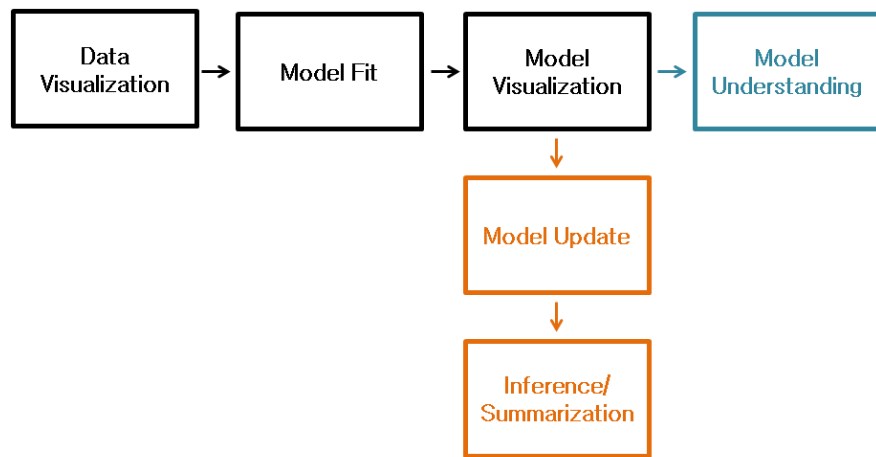 Data
Visualization
Model Fit
Model
Visualization
Model
Understanding
Model Update
Inference/
Summarization